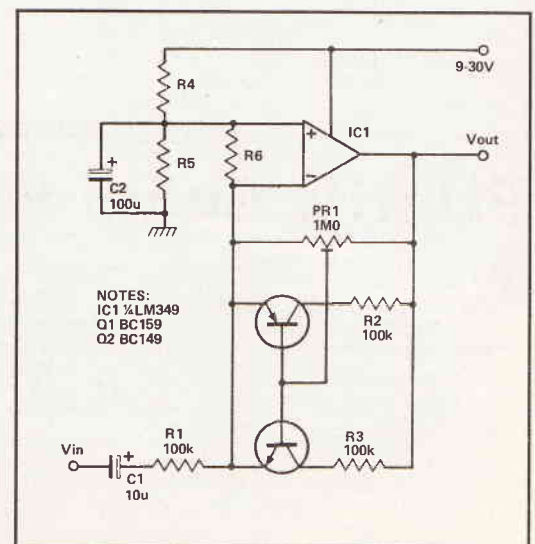 R4
9-30V
IC1
+
Vout
+
R5
R6
−
C2
100u
PR1
1M0
NOTES:
IC1 ¼LM349
Q1 BC159
Q2 BC149
R2
100k
Vin
+
R1
100k
R3
100k
C1
10u